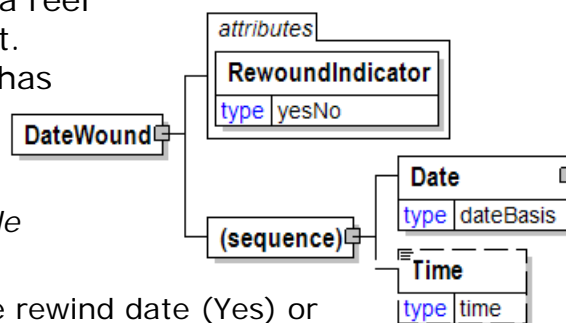 a reel
t.
has
le
e rewind date (Yes) or
attributes
RewoundIndicator
type yesNo
DateWound
(sequence)
Date
type dateBasis
Time
type time